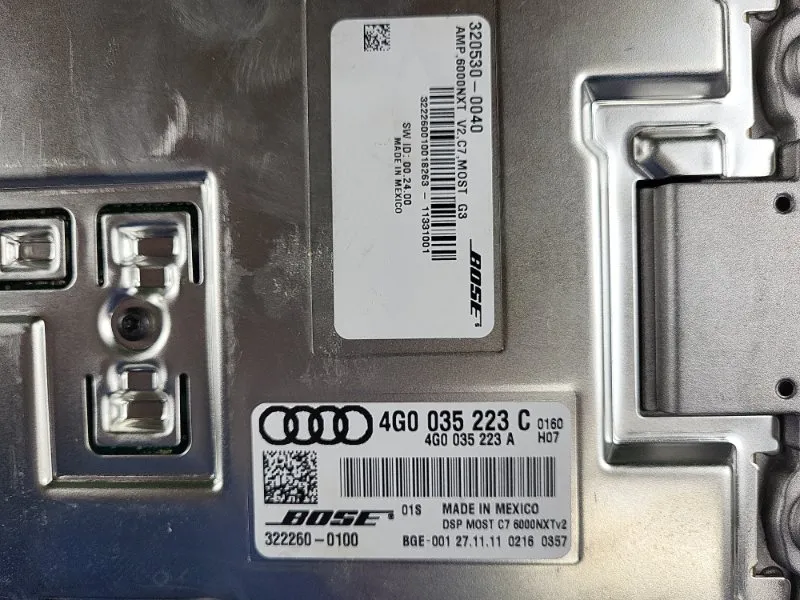 320530-0040
AMP,6000NXT V2,C7,MOST G3
322260010018263 - 11331001
SW ID: 00.24.00
MADE IN MEXICO
BOSE
4G0 035 223 C 0160
4G0 035 223 A H07
01S MADE IN MEXICO
BOSE DSP MOST C7 6000NXTv2
322260-0100 BGE-001 27.11.11 0216 0357